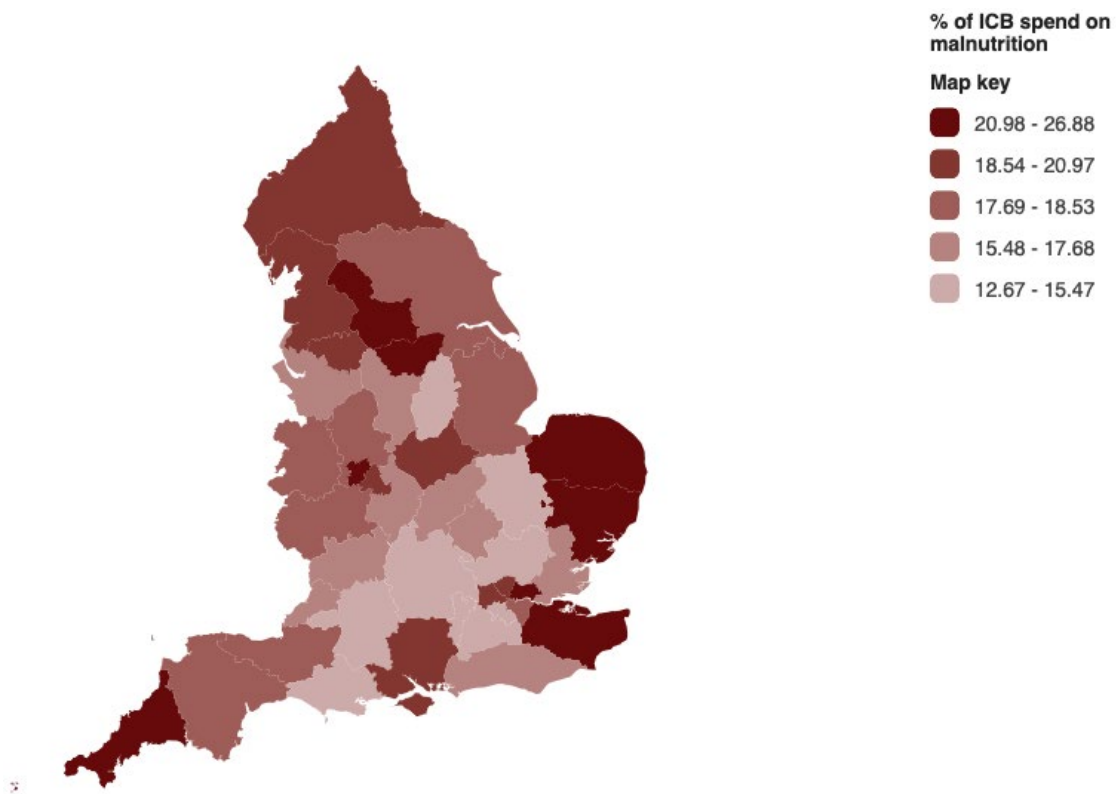 % of ICB spend on
malnutrition
Map key
20.98 - 26.88
18.54 - 20.97
17.69 - 18.53
15.48 - 17.68
12.67 - 15.47